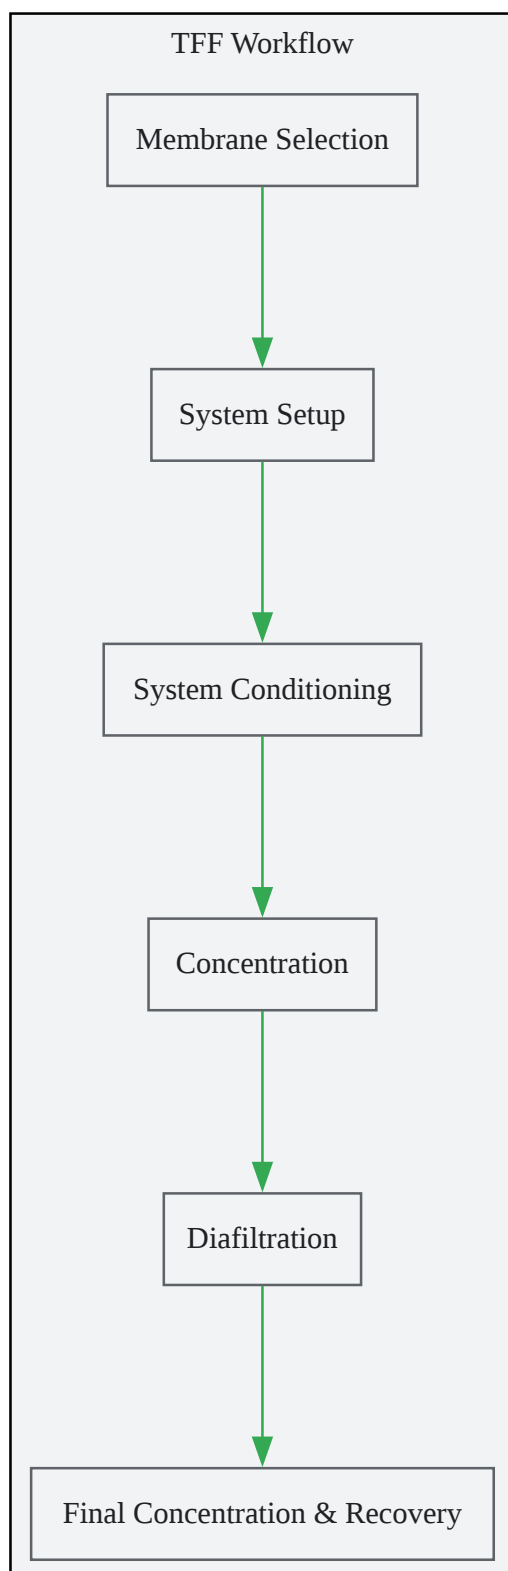 TFF Workflow
Membrane Selection
System Setup
System Conditioning
Concentration
Diafiltration
Final Concentration & Recovery